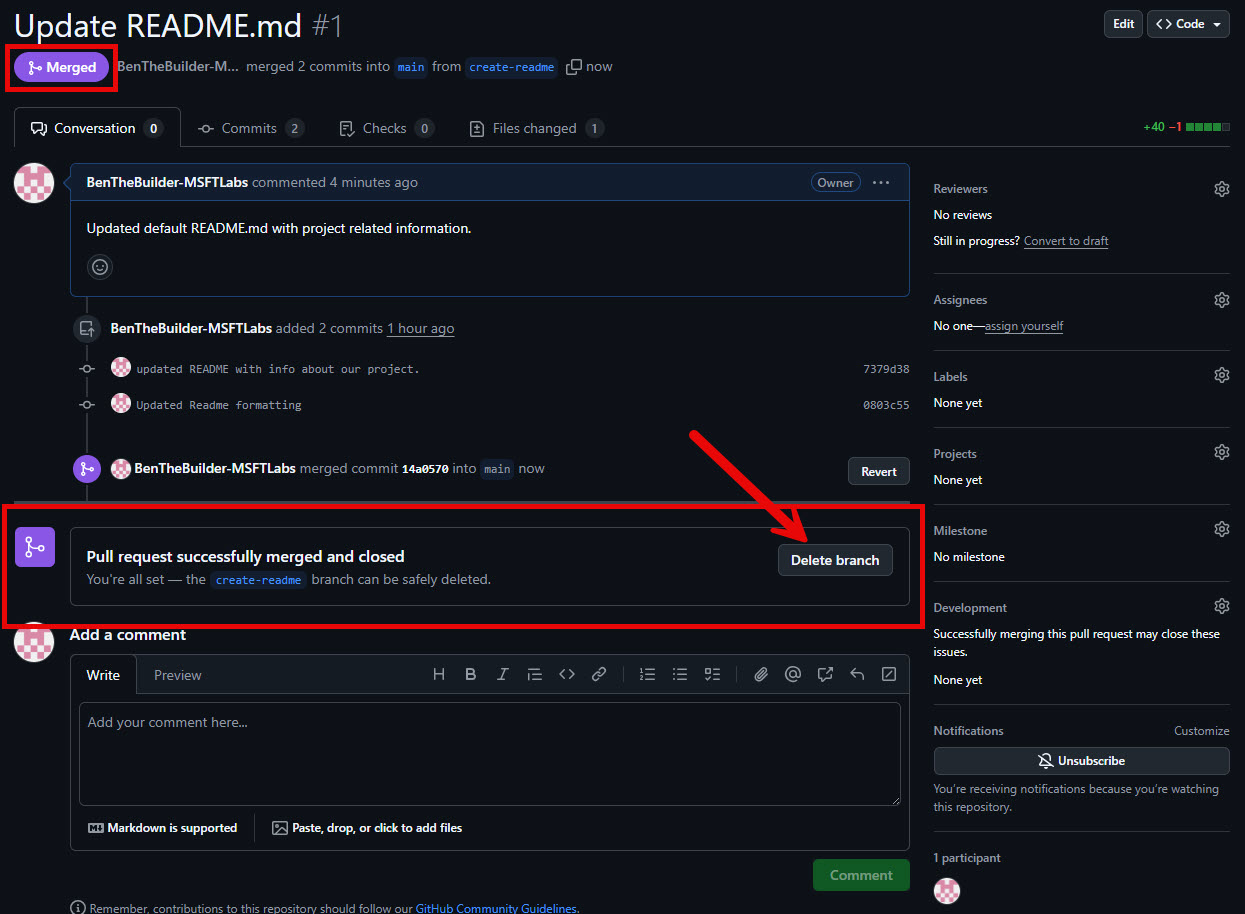 Update README.md #1
Edit
Code
Merged
BenTheBuilder-M... merged 2 commits into main from create-readme now
Conversation 0
Commits 2
Checks 0
Files changed 1
+40 −1
BenTheBuilder-MSFTLabs commented 4 minutes ago
Owner
Updated default README.md with project related information.
BenTheBuilder-MSFTLabs added 2 commits 1 hour ago
updated README with info about our project.
7379d38
Updated Readme formatting
0803c55
BenTheBuilder-MSFTLabs merged commit 14a0570 into main now
Revert
Pull request successfully merged and closed
You're all set — the create-readme branch can be safely deleted.
Delete branch
Add a comment
Write
Preview
Add your comment here...
Markdown is supported
Paste, drop, or click to add files
Comment
Remember, contributions to this repository should follow our GitHub Community Guidelines.
Reviewers
No reviews
Still in progress? Convert to draft
Assignees
No one—assign yourself
Labels
None yet
Projects
None yet
Milestone
No milestone
Development
Successfully merging this pull request may close these
issues.
None yet
Notifications
Customize
Unsubscribe
You're receiving notifications because you're watching
this repository.
1 participant